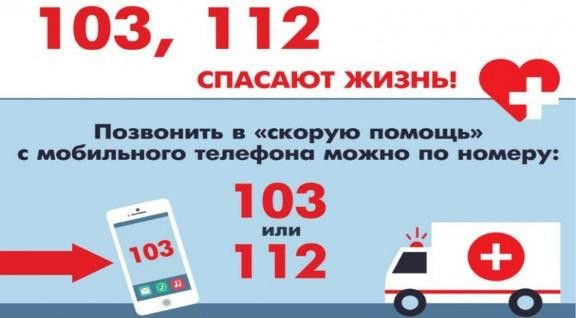 103, 112
СПАСАЮТ ЖИЗНЬ!
Позвонить в «скорую помощь»
с мобильного телефона можно по номеру:
103
или
112
103